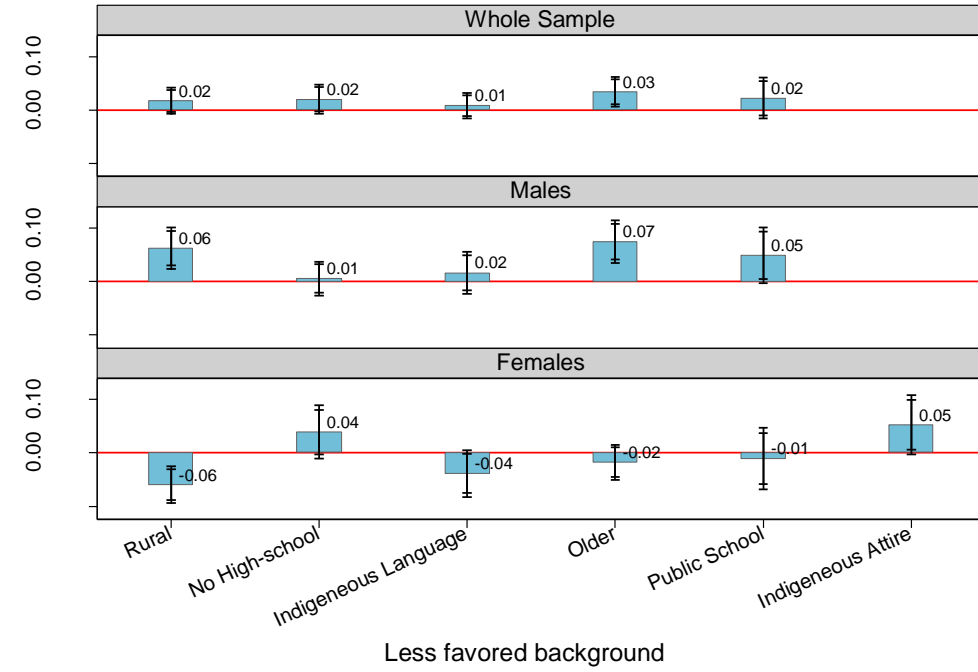 Whole Sample
0.10
0.00
0.02
0.02
0.01
0.03
0.02
Males
0.10
0.00
0.06
0.01
0.02
0.07
0.05
Females
0.10
0.00
-0.06
0.04
-0.04
-0.02
-0.01
0.05
Rural
No High-school
Indigeneous Language
Older
Public School
Indigeneous Attire
Less favored background